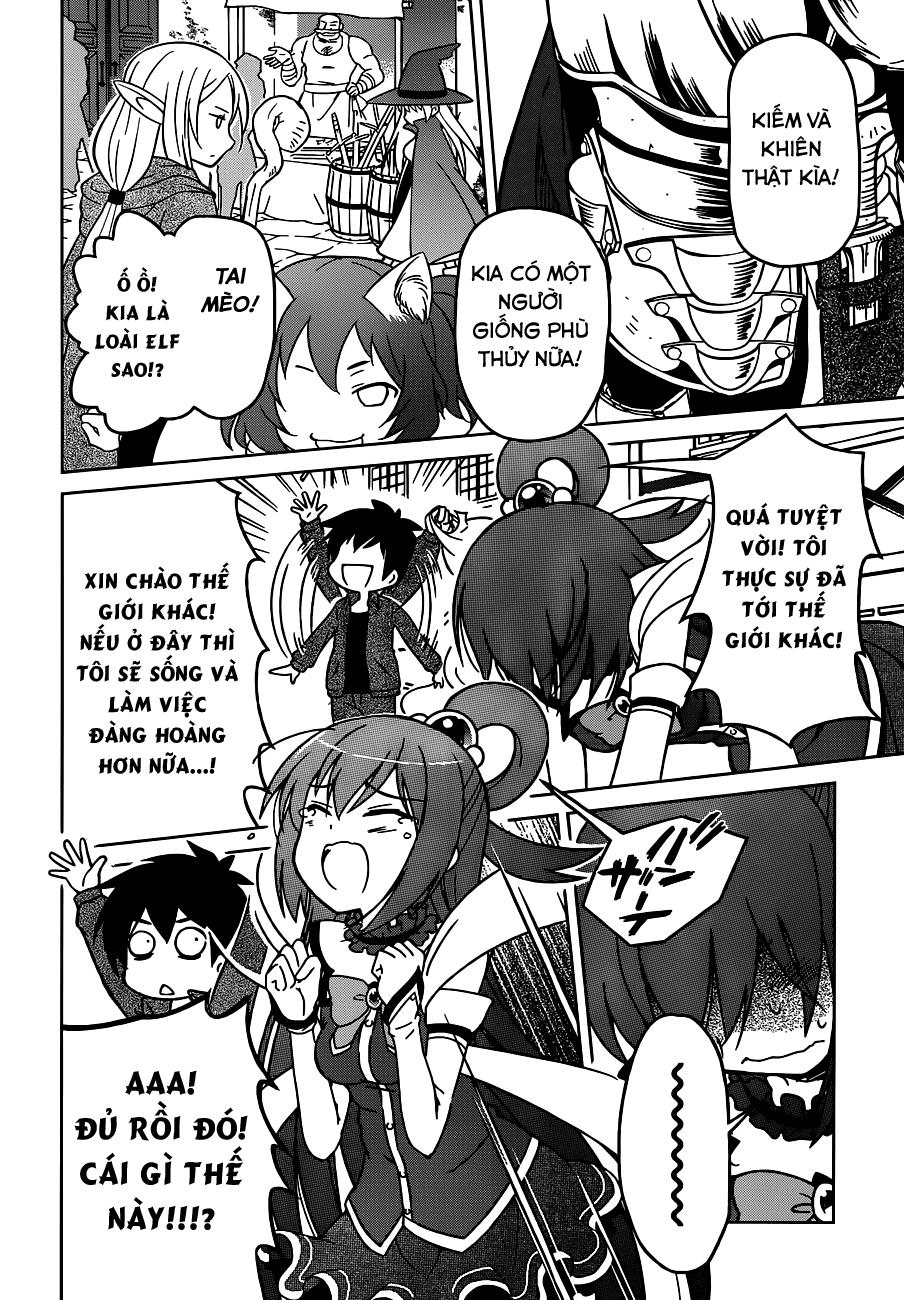 KIẾM VÀ
KHIÊN
THẬT KÌA!
KIA CÓ MỘT
NGƯỜI
GIỐNG PHÙ
THỦY NỮA!
TAI
MÈO!
Ố Ồ!
KIA LÀ
LOÀI ELF
SAO!?
QUÁ TUYỆT
VỜI! TÔI
THỰC SỰ ĐÃ
TỚI THẾ
GIỚI KHÁC!
XIN CHÀO THẾ
GIỚI KHÁC!
NẾU Ở ĐÂY THÌ
TÔI SẼ SỐNG VÀ
LÀM VIỆC
ĐÀNG HOÀNG
HƠN NỮA...!
AAA!
ĐỦ RỒI ĐÓ!
CÁI GÌ THẾ
NÀY!!!?